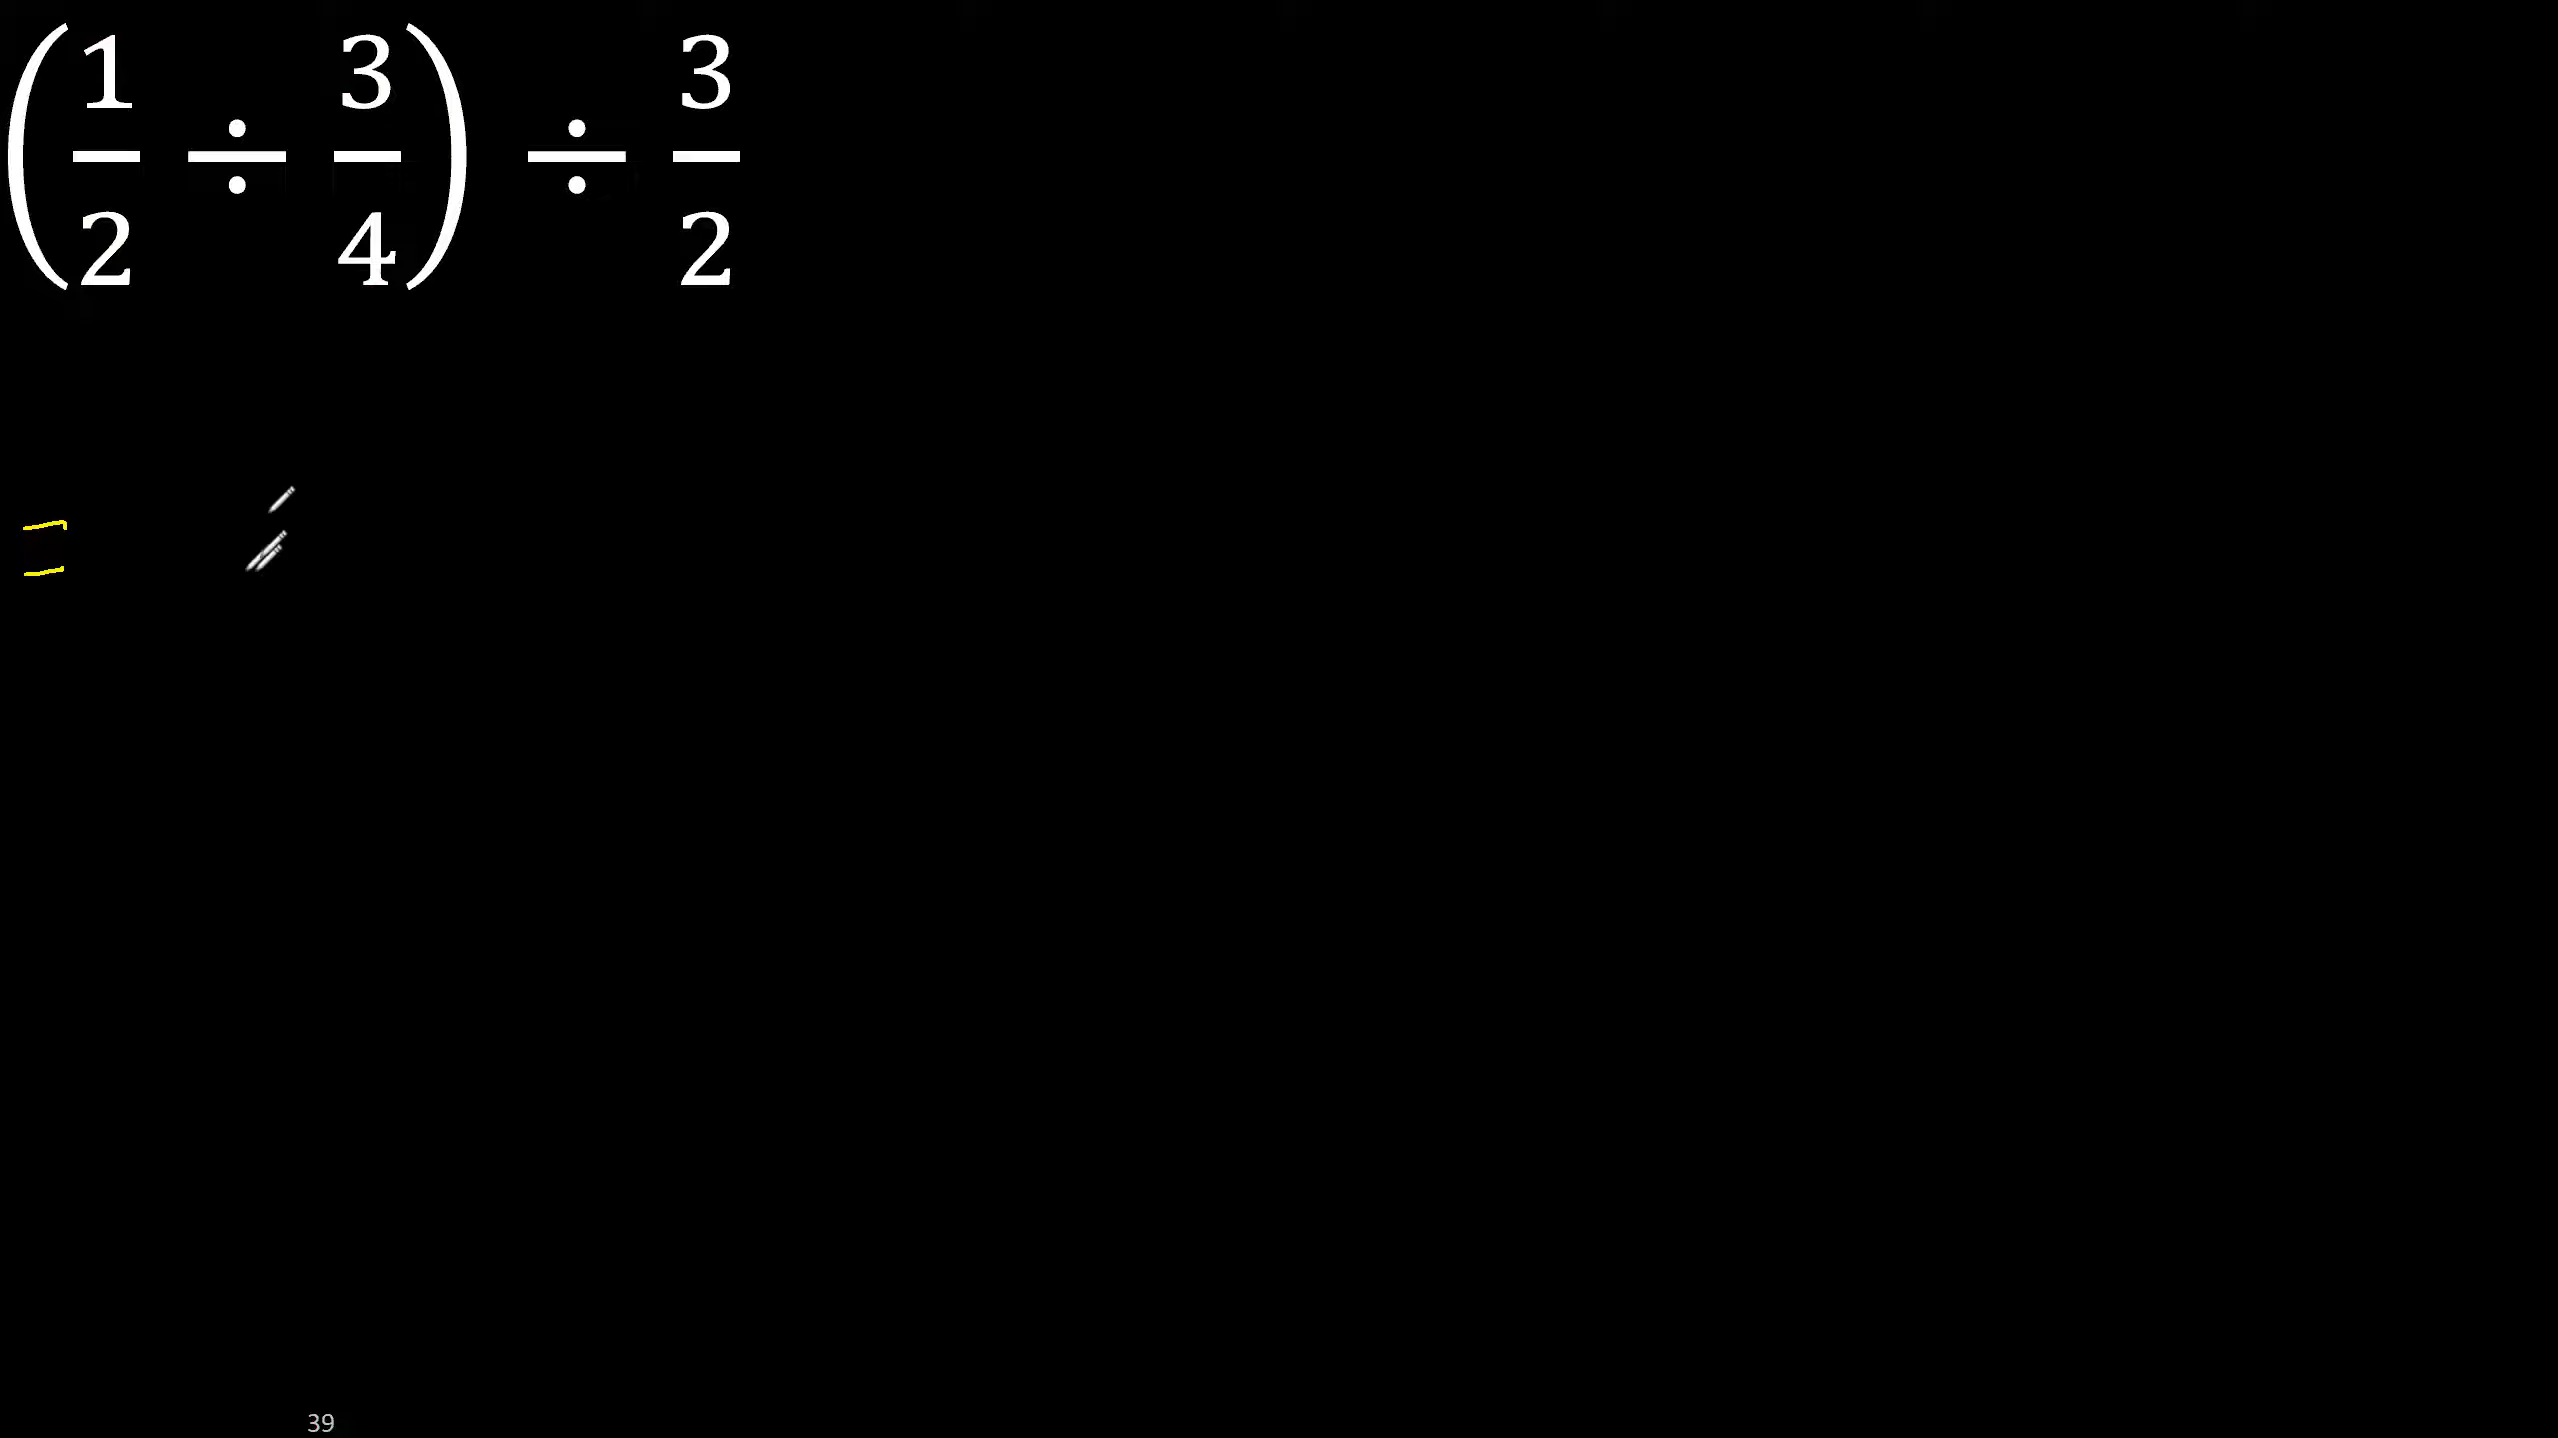 (1/2 ÷ 3/4) ÷ 3/2
=
39